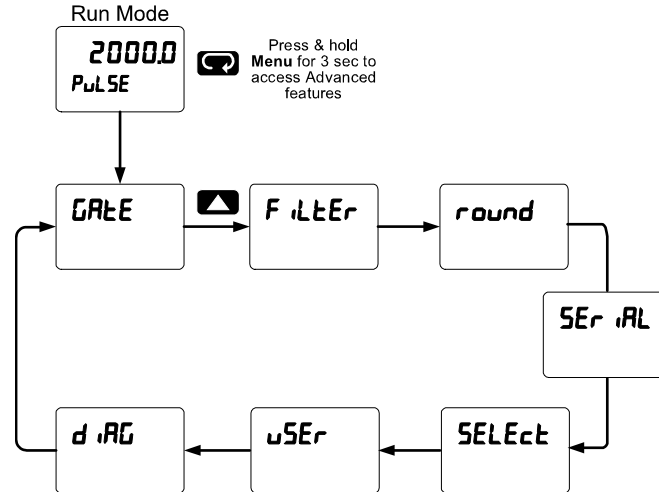 Run Mode
2000.0
PuLSE
Press & hold
Menu for 3 sec to
access Advanced
features
GAtE
FiLtEr
round
SEriAL
diAG
uSEr
SELEct